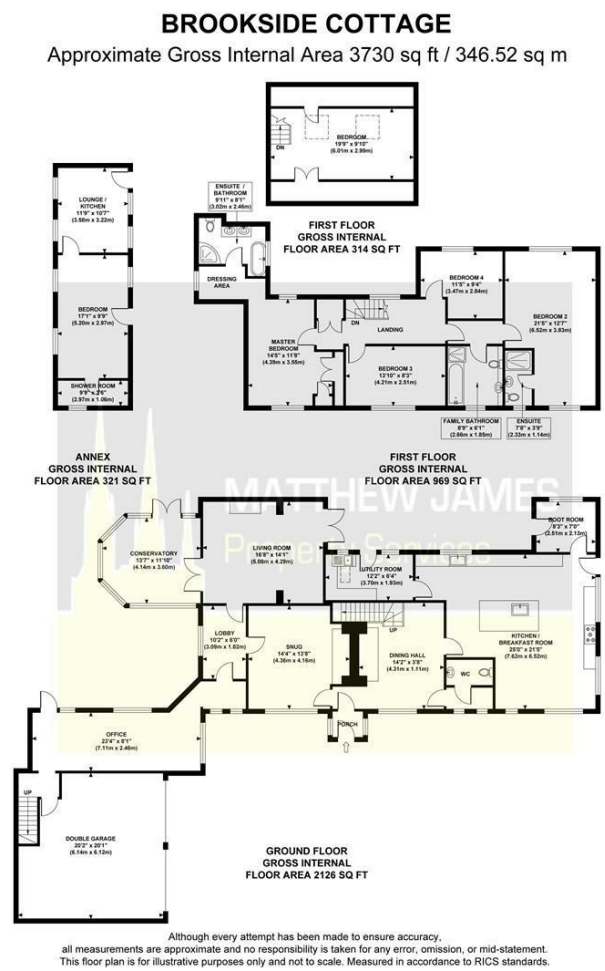 BROOKSIDE COTTAGE
Approximate Gross Internal Area 3730 sq ft / 346.52 sq m
BEDROOM
19'9" x 9'10"
(6.01m x 2.99m)
DN
FIRST FLOOR
GROSS INTERNAL
FLOOR AREA 314 SQ FT
LOUNGE /
KITCHEN
11'9" x 10'7"
(3.58m x 3.22m)
BEDROOM
17'1" x 9'9"
(5.20m x 2.97m)
SHOWER ROOM
9'9" x 3'6"
(2.97m x 1.06m)
ANNEX
GROSS INTERNAL
FLOOR AREA 321 SQ FT
ENSUITE /
BATHROOM
9'11" x 8'1"
(3.02m x 2.46m)
DRESSING
AREA
MASTER
BEDROOM
14'5" x 11'8"
(4.39m x 3.55m)
DN
LANDING
BEDROOM 3
13'10" x 8'3"
(4.21m x 2.51m)
BEDROOM 4
11'5" x 9'4"
(3.47m x 2.84m)
BEDROOM 2
21'5" x 12'7"
(6.52m x 3.83m)
FAMILY BATHROOM
8'9" x 6'1"
(2.66m x 1.85m)
ENSUITE
7'8" x 3'9"
(2.33m x 1.14m)
FIRST FLOOR
GROSS INTERNAL
FLOOR AREA 969 SQ FT
MATTHEW JAMES
Property Services
CONSERVATORY
13'7" x 11'10"
(4.14m x 3.60m)
LIVING ROOM
16'8" x 14'1"
(5.08m x 4.29m)
UTILITY ROOM
12'2" x 6'4"
(3.70m x 1.93m)
BOOT ROOM
8'3" x 7'0"
(2.51m x 2.13m)
LOBBY
10'2" x 6'0"
(3.09m x 1.82m)
SNUG
14'4" x 13'8"
(4.36m x 4.16m)
UP
DINING HALL
14'2" x 3'8"
(4.31m x 1.11m)
WC
KITCHEN /
BREAKFAST ROOM
25'0" x 21'5"
(7.62m x 6.52m)
PORCH
OFFICE
23'4" x 8'1"
(7.11m x 2.46m)
UP
DOUBLE GARAGE
20'2" x 20'1"
(6.14m x 6.12m)
GROUND FLOOR
GROSS INTERNAL
FLOOR AREA 2126 SQ FT
Although every attempt has been made to ensure accuracy,
all measurements are approximate and no responsibility is taken for any error, omission, or mid-statement.
This floor plan is for illustrative purposes only and not to scale. Measured in accordance to RICS standards.